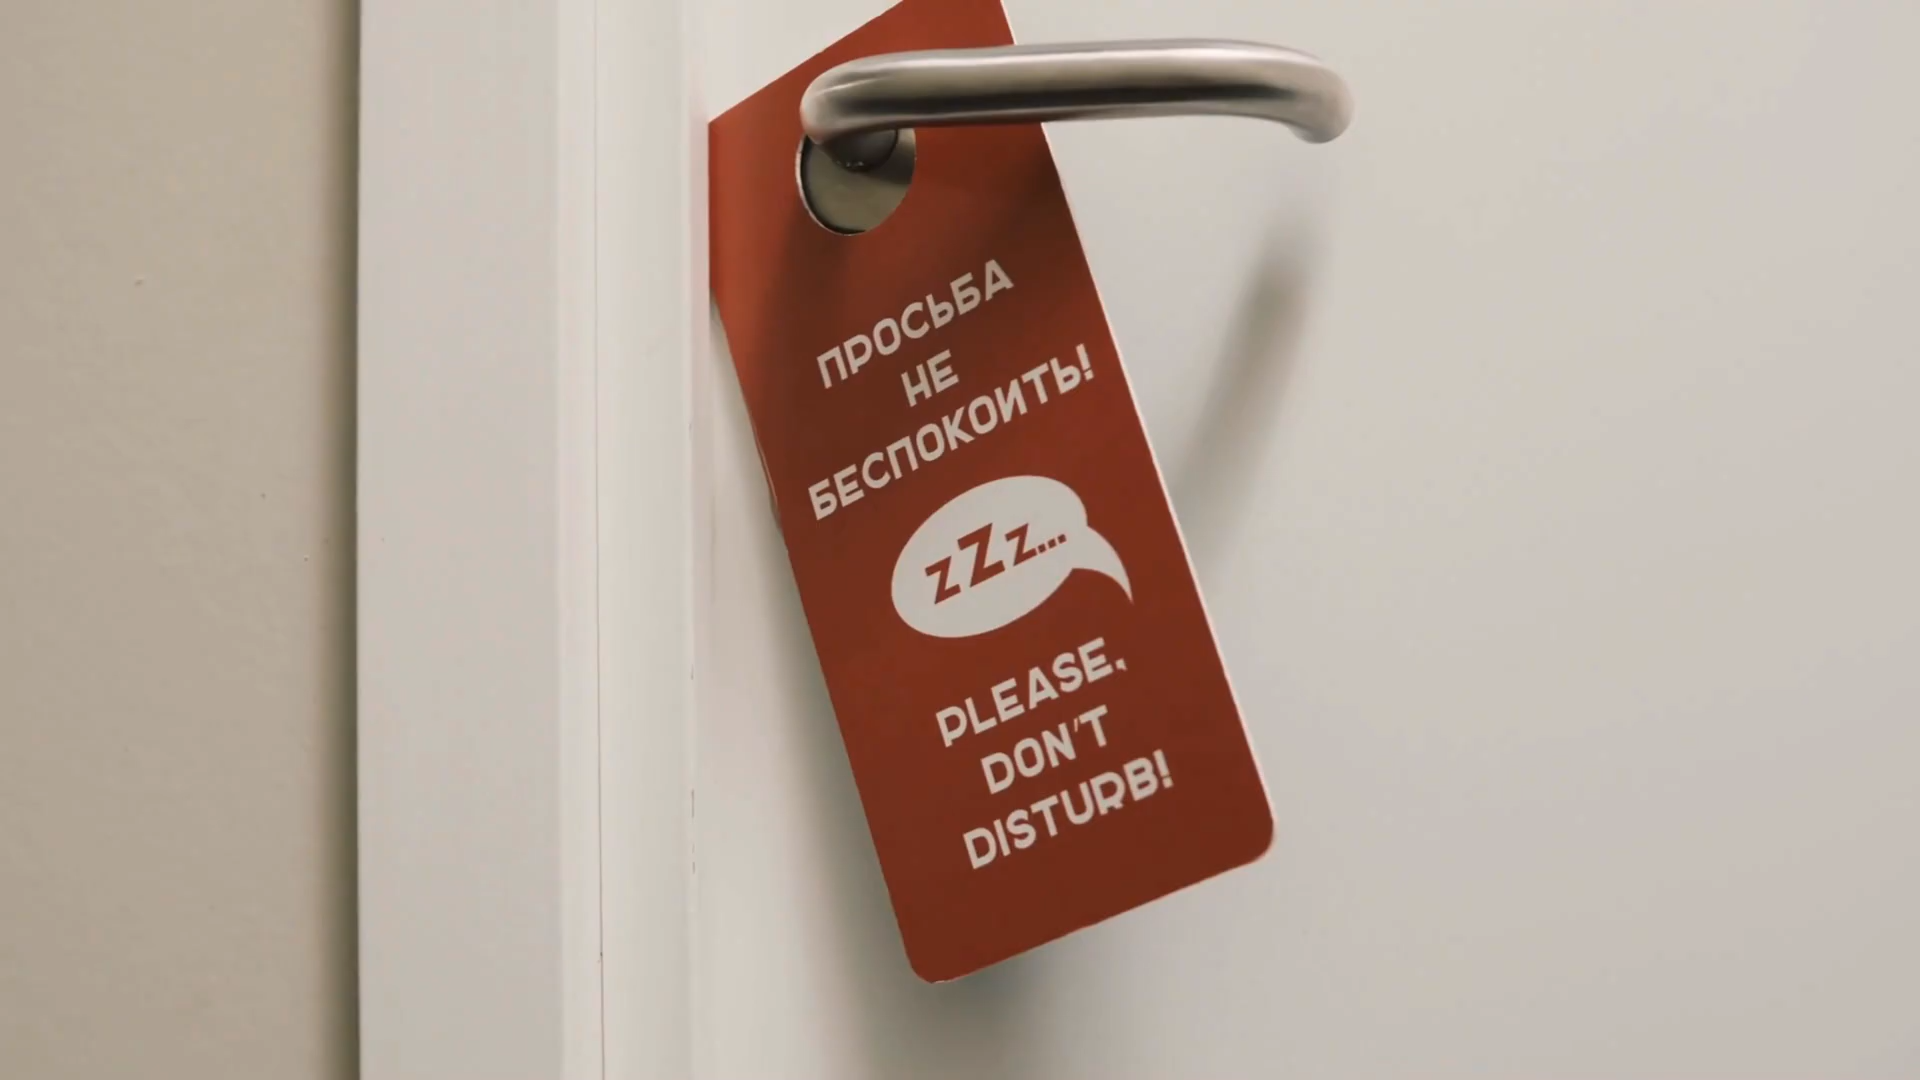 ПРОСЬБА
НЕ
БЕСПОКОИТЬ!
zZz...
PLEASE,
DON'T
DISTURB!